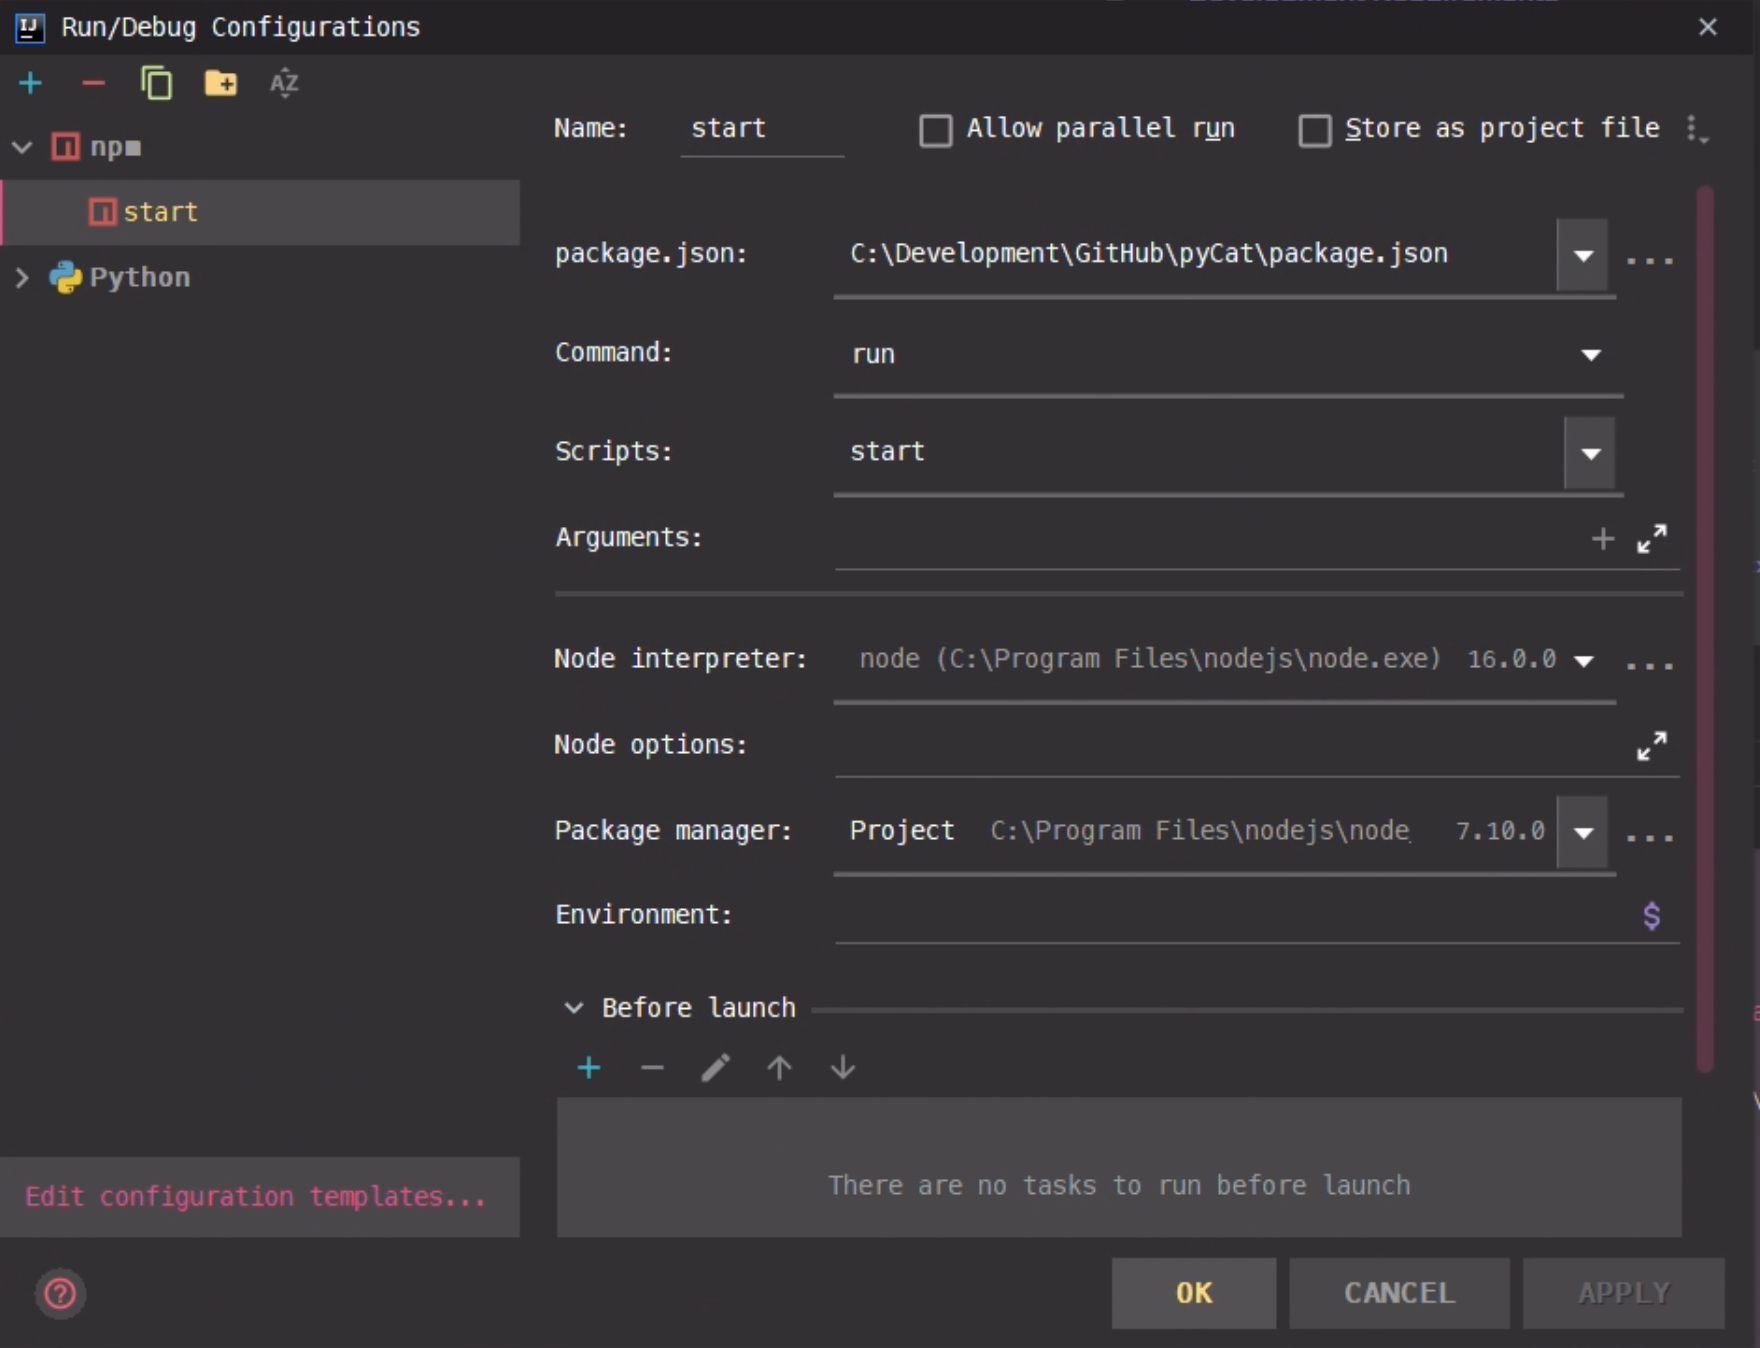 IJ Run/Debug Configurations
npm
start
Python
Edit configuration templates...
Name: start Allow parallel run Store as project file
package.json: C:\Development\GitHub\pyCat\package.json ...
Command: run
Scripts: start
Arguments:
Node interpreter: node (C:\Program Files\nodejs\node.exe) 16.0.0 ...
Node options:
Package manager: Project C:\Program Files\nodejs\node 7.10.0 ...
Environment: $
Before launch
There are no tasks to run before launch
? OK CANCEL APPLY